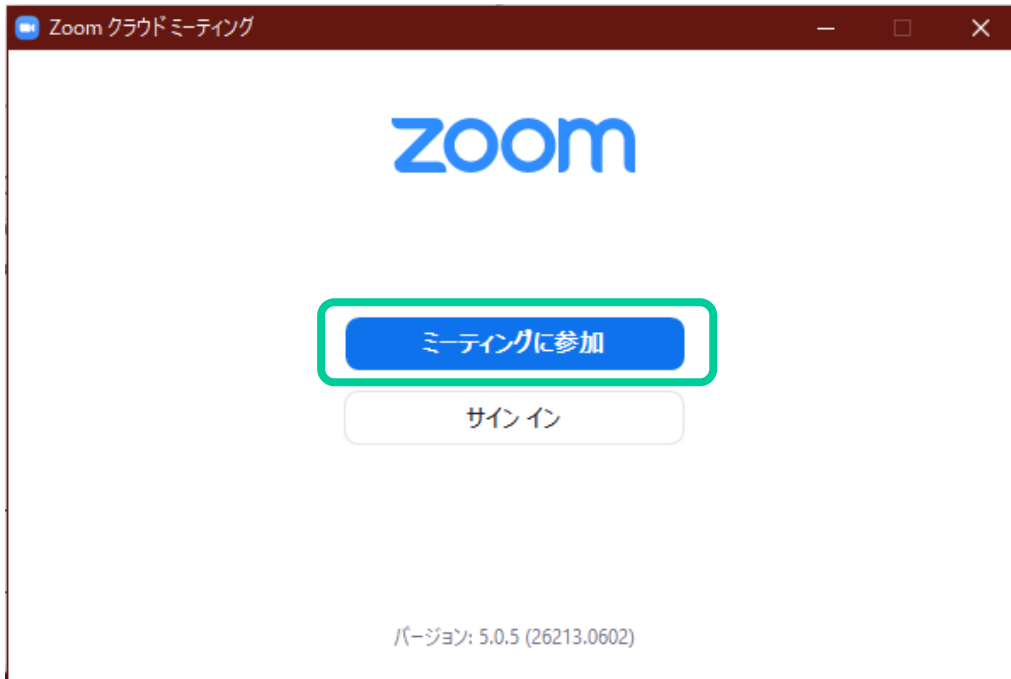 Zoom クラウド ミーティング
zoom
ミーティングに参加
サイン イン
バージョン: 5.0.5 (26213.0602)